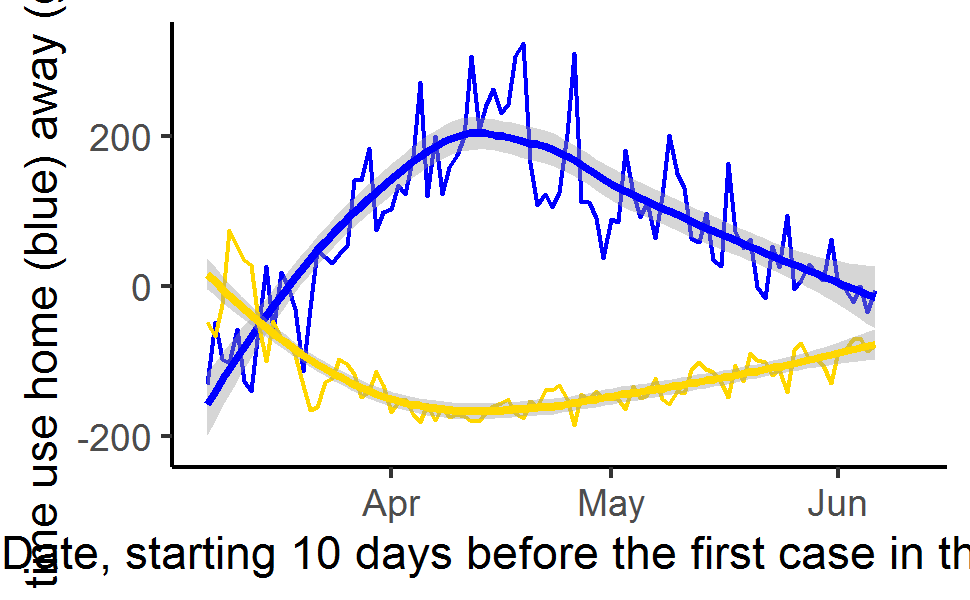 time use home (blue) away (g
200
0
-200
Apr May Jun
Date, starting 10 days before the first case in th